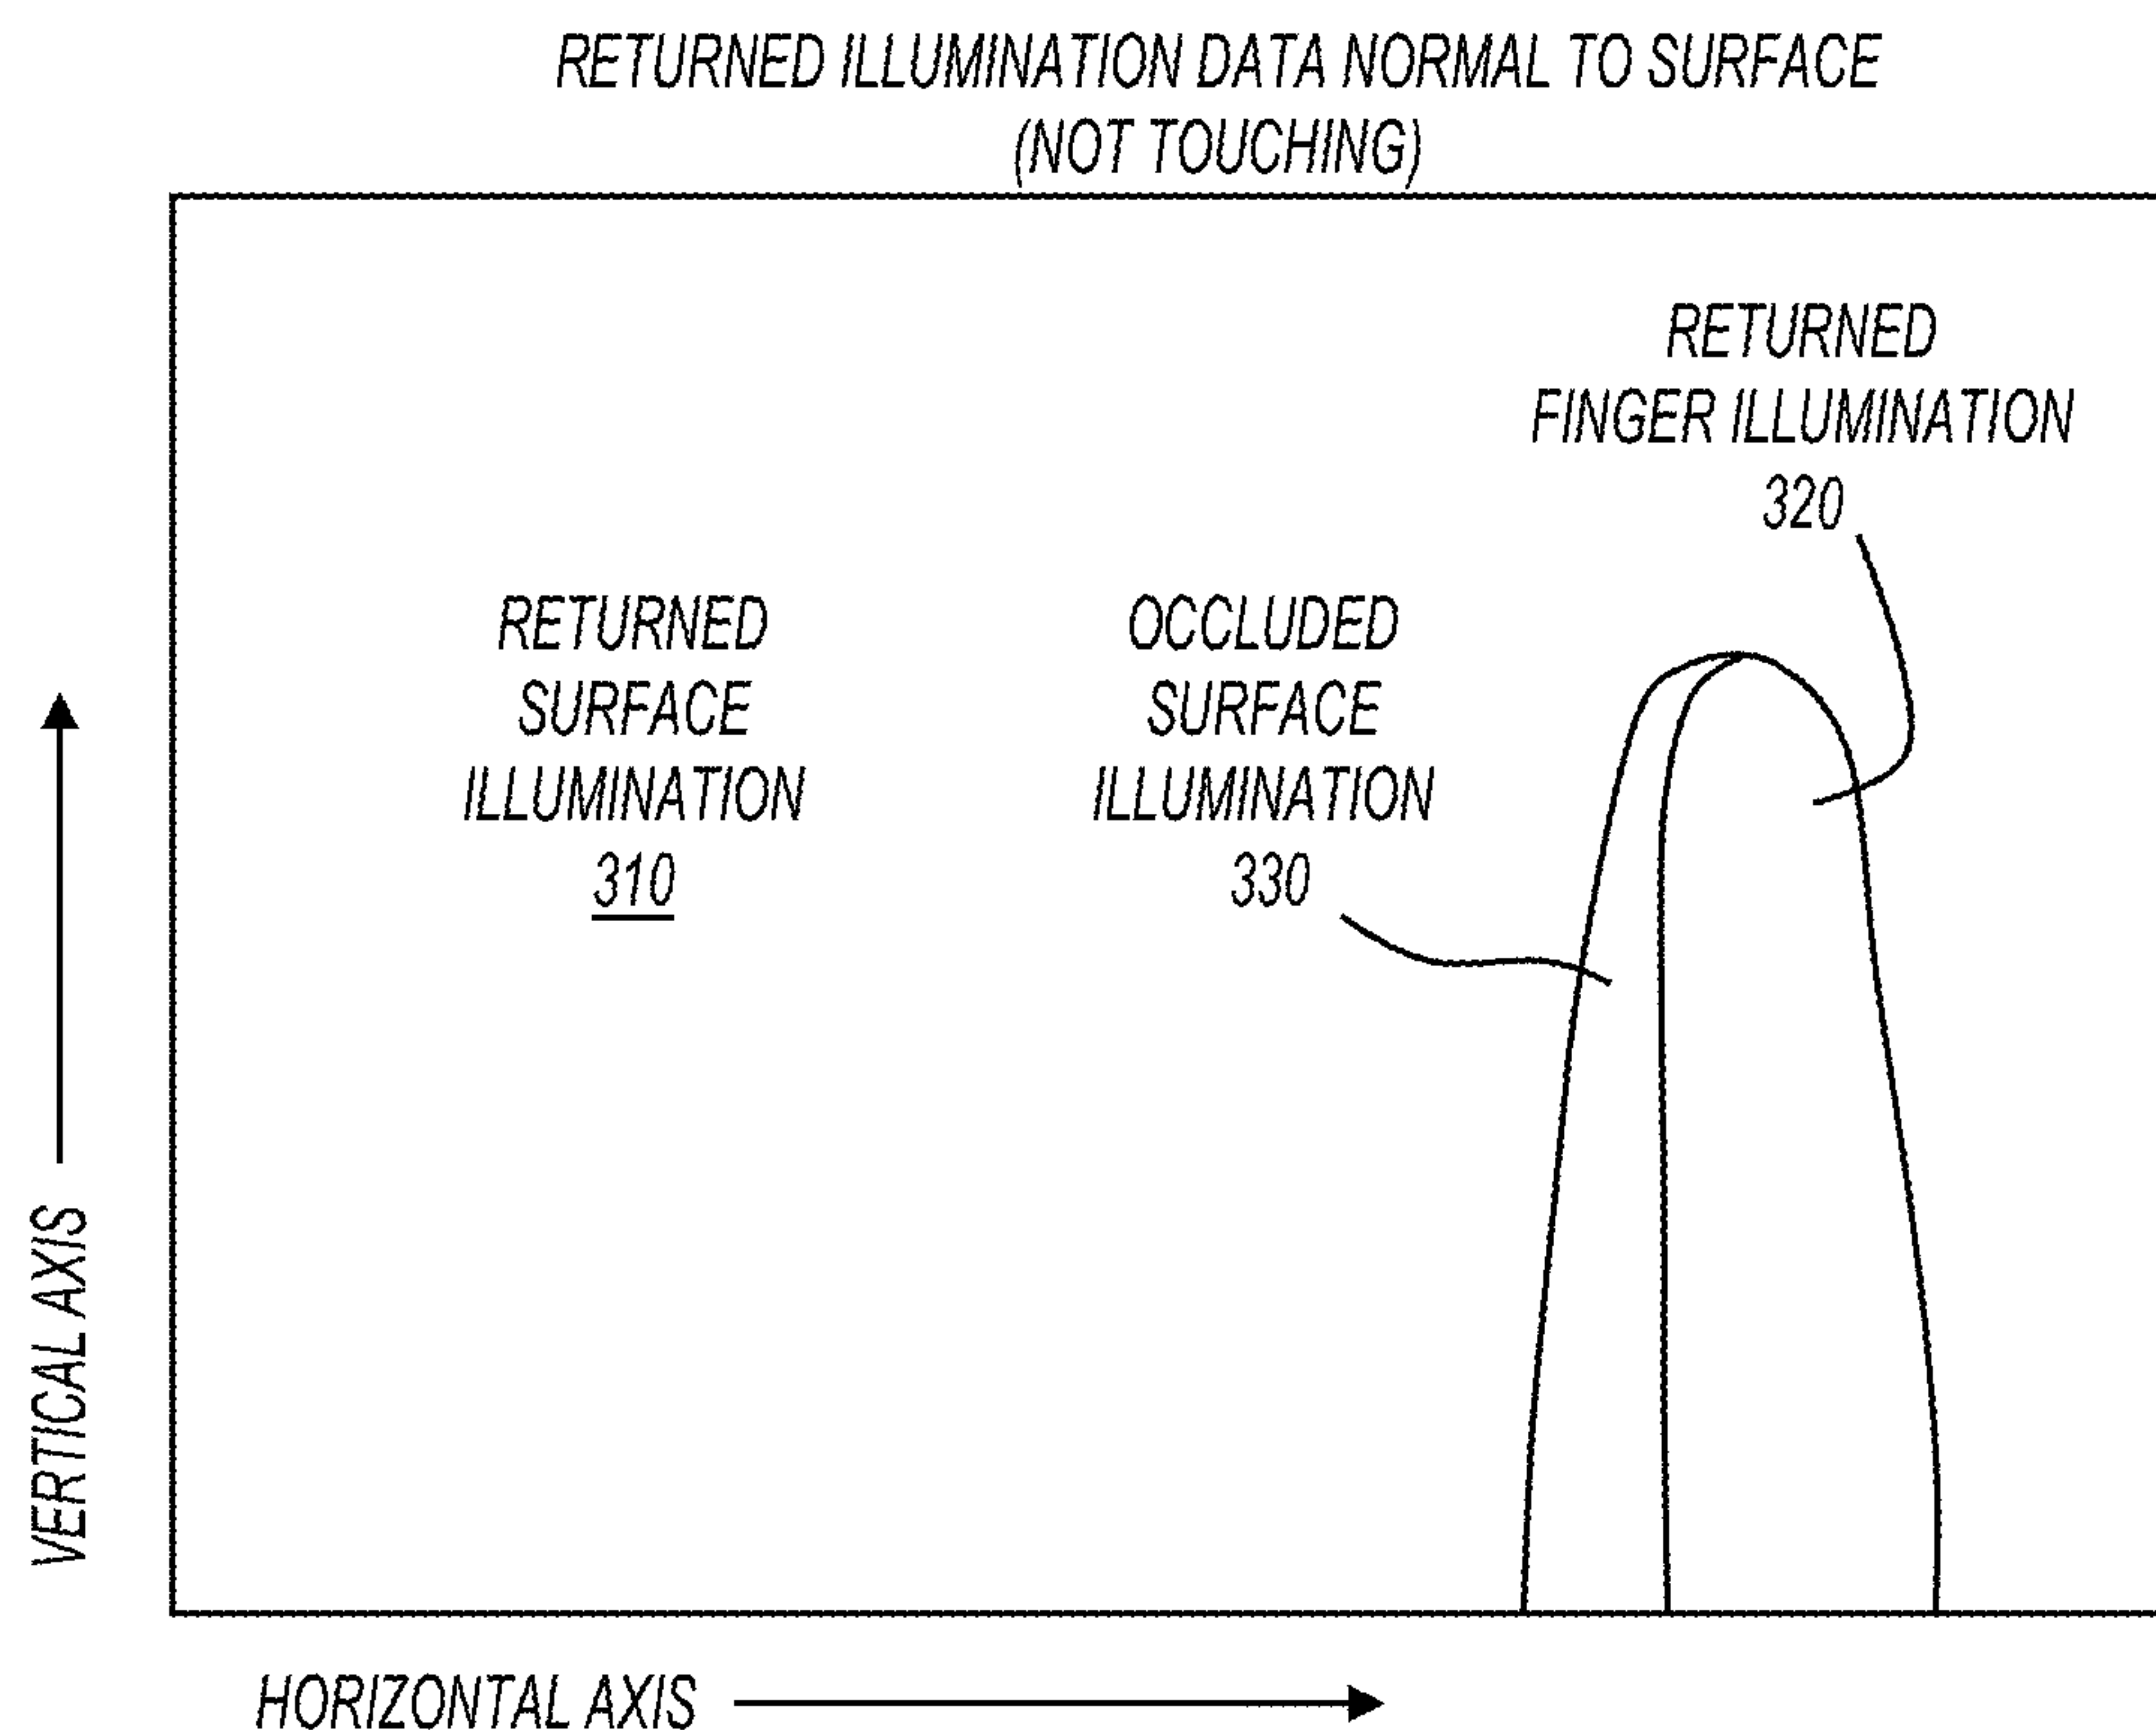 RETURNED ILLUMINATION DATA NORMAL TO SURFACE
(NOT TOUCHING)
RETURNED
FINGER ILLUMINATION
320
RETURNED
SURFACE
ILLUMINATION
310
OCCLUDED
SURFACE
ILLUMINATION
330
VERTICAL AXIS
HORIZONTAL AXIS